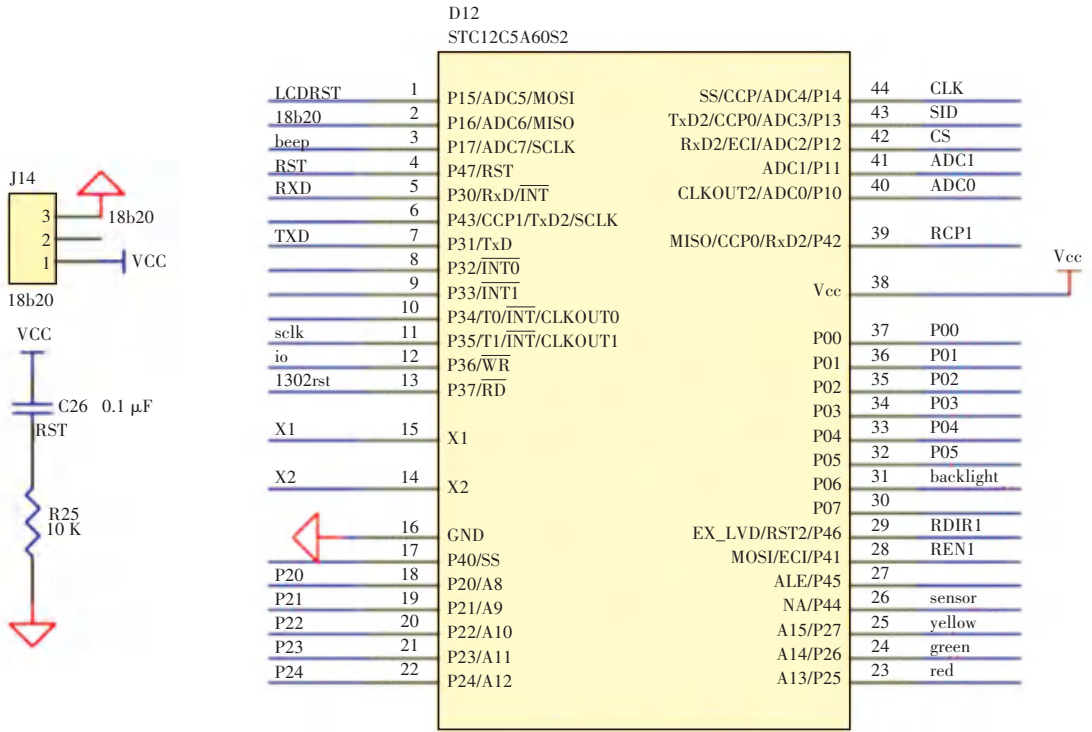 D12
STC12C5A60S2
LCDRST 1 P15/ADC5/MOSI SS/CCP/ADC4/P14 44 CLK
18b20 2 P16/ADC6/MISO TxD2/CCP0/ADC3/P13 43 SID
beep 3 P17/ADC7/SCLK RxD2/ECI/ADC2/P12 42 CS
RST 4 P47/RST ADC1/P11 41 ADC1
RXD 5 P30/RxD/INT CLKOUT2/ADC0/P10 40 ADC0
6 P43/CCP1/TxD2/SCLK
TXD 7 P31/TxD MISO/CCP0/RxD2/P42 39 RCP1
8 P32/INT0
9 P33/INT1 Vcc 38 Vcc
10 P34/T0/INT/CLKOUT0
sclk 11 P35/T1/INT/CLKOUT1 P00 37 P00
io 12 P36/WR P01 36 P01
1302rst 13 P37/RD P02 35 P02
P03 34 P03
X1 15 X1 P04 33 P04
P05 32 P05
X2 14 X2 P06 31 backlight
P07 30
16 GND EX_LVD/RST2/P46 29 RDIR1
17 P40/SS MOSI/ECI/P41 28 REN1
P20 18 P20/A8 ALE/P45 27
P21 19 P21/A9 NA/P44 26 sensor
P22 20 P22/A10 A15/P27 25 yellow
P23 21 P23/A11 A14/P26 24 green
P24 22 P24/A12 A13/P25 23 red
J14
3 18b20
2
1 VCC
18b20
VCC
C26 0.1 μF
RST
R25
10 K